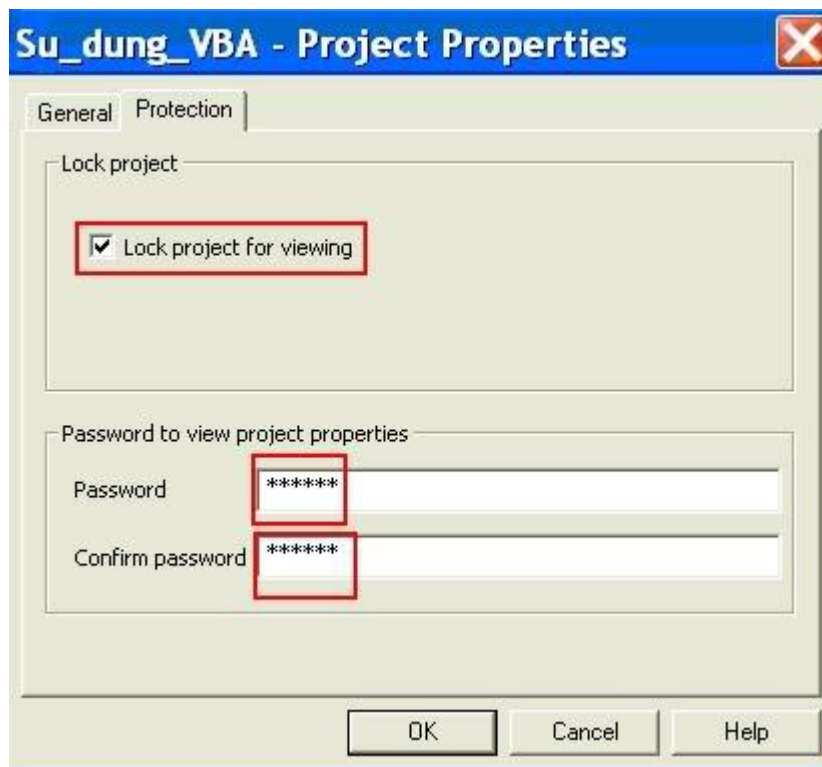 Su_dung_VBA - Project Properties
General Protection
Lock project
Lock project for viewing
Password to view project properties
Password ******
Confirm password ******
OK Cancel Help